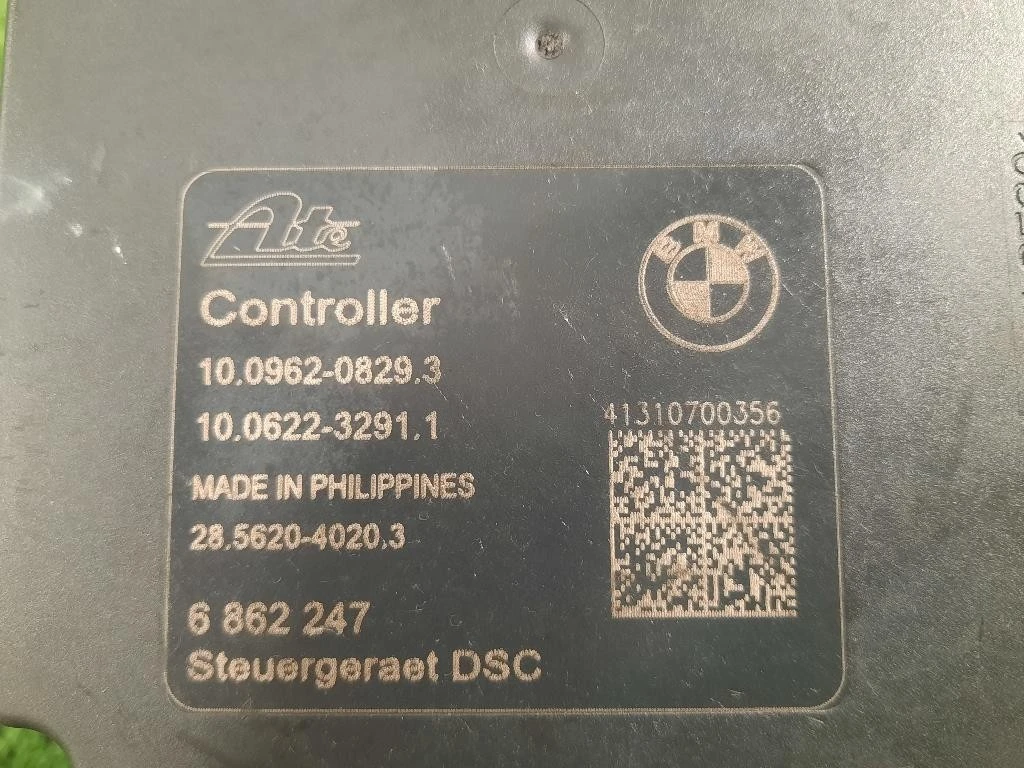 Ate
BMW
Controller
10.0962-0829.3
10.0622-3291.1
41310700356
MADE IN PHILIPPINES
28.5620-4020.3
6 862 247
Steuergeraet DSC